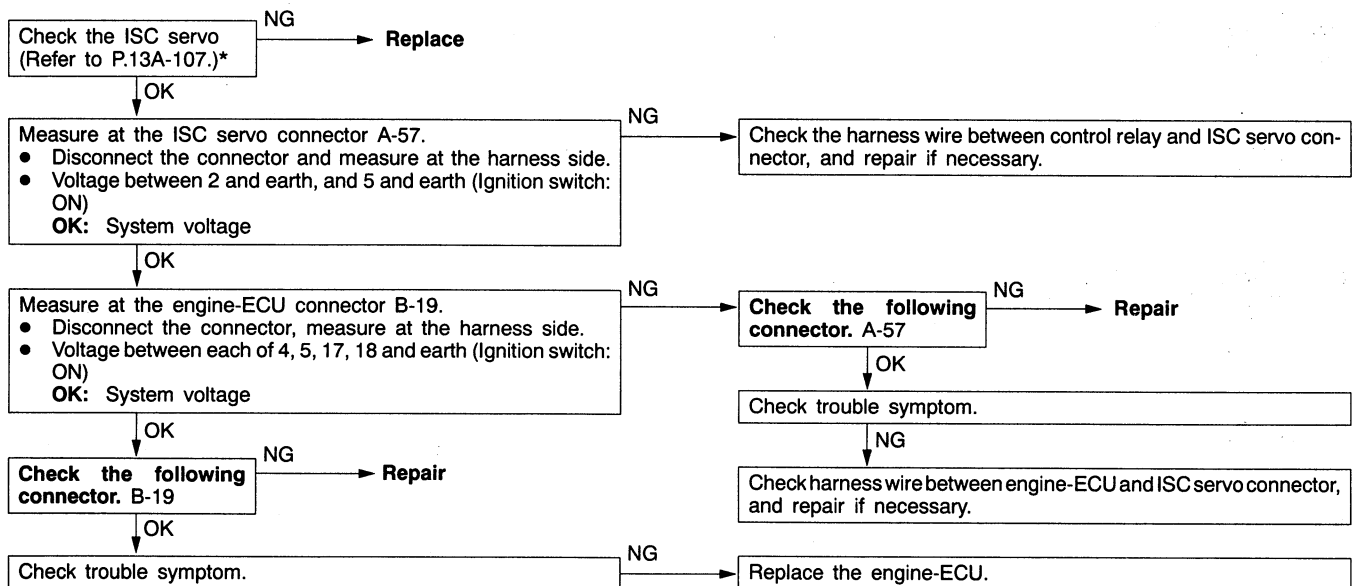 Check the ISC servo
(Refer to P.13A-107.)*
NG
Replace
OK
Measure at the ISC servo connector A-57.
● Disconnect the connector and measure at the harness side.
● Voltage between 2 and earth, and 5 and earth (Ignition switch:
ON)
OK: System voltage
NG
Check the harness wire between control relay and ISC servo con-
nector, and repair if necessary.
OK
Measure at the engine-ECU connector B-19.
● Disconnect the connector, measure at the harness side.
● Voltage between each of 4, 5, 17, 18 and earth (Ignition switch:
ON)
OK: System voltage
NG
Check the following
connector. A-57
NG
Repair
OK
Check trouble symptom.
NG
Check harness wire between engine-ECU and ISC servo connector,
and repair if necessary.
OK
Check the following
connector. B-19
NG
Repair
OK
Check trouble symptom.
NG
Replace the engine-ECU.